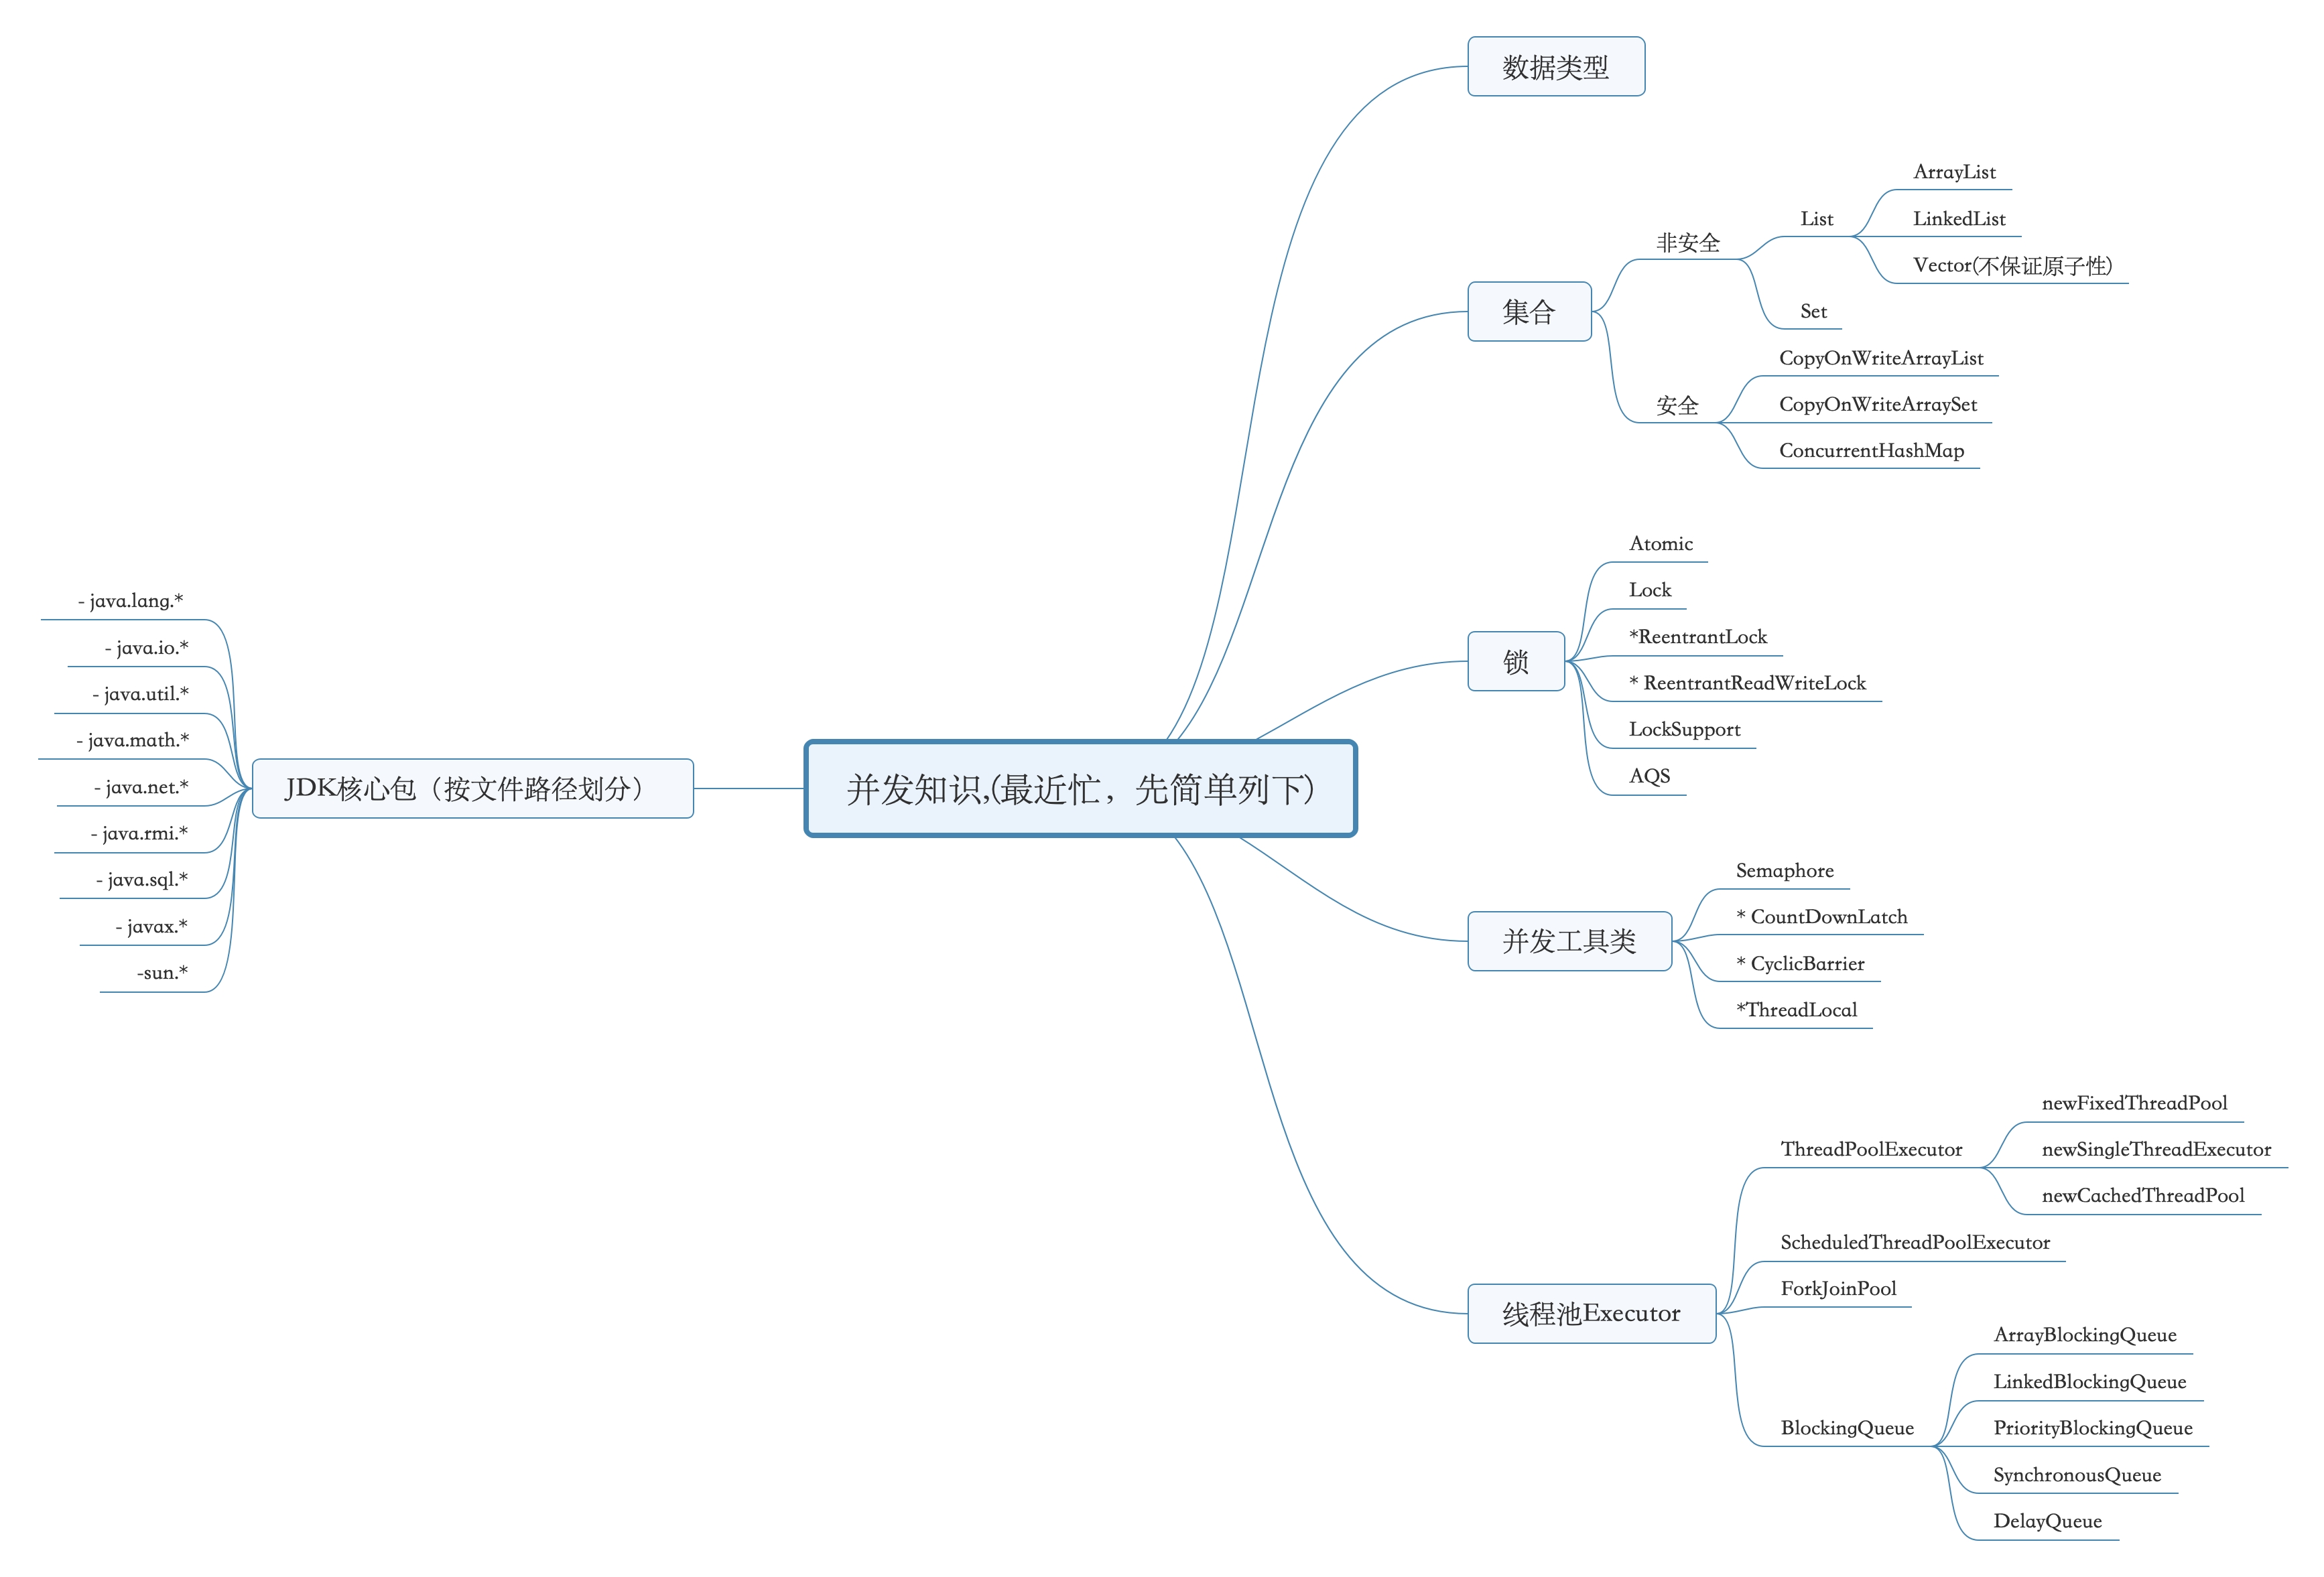 数据类型
ArrayList
List
LinkedList
非安全
Vector(不保证原子性)
集合
Set
CopyOnWriteArrayList
安全
CopyOnWriteArraySet
ConcurrentHashMap
Atomic
Lock
*ReentrantLock
锁
* ReentrantReadWriteLock
LockSupport
AQS
- java.lang.*
- java.io.*
- java.util.*
- java.math.*
- java.net.*
- java.rmi.*
- java.sql.*
- javax.*
-sun.*
JDK核心包（按文件路径划分）
并发知识,(最近忙，先简单列下)
Semaphore
* CountDownLatch
并发工具类
* CyclicBarrier
*ThreadLocal
newFixedThreadPool
ThreadPoolExecutor
newSingleThreadExecutor
newCachedThreadPool
ScheduledThreadPoolExecutor
ForkJoinPool
线程池Executor
ArrayBlockingQueue
LinkedBlockingQueue
BlockingQueue
PriorityBlockingQueue
SynchronousQueue
DelayQueue